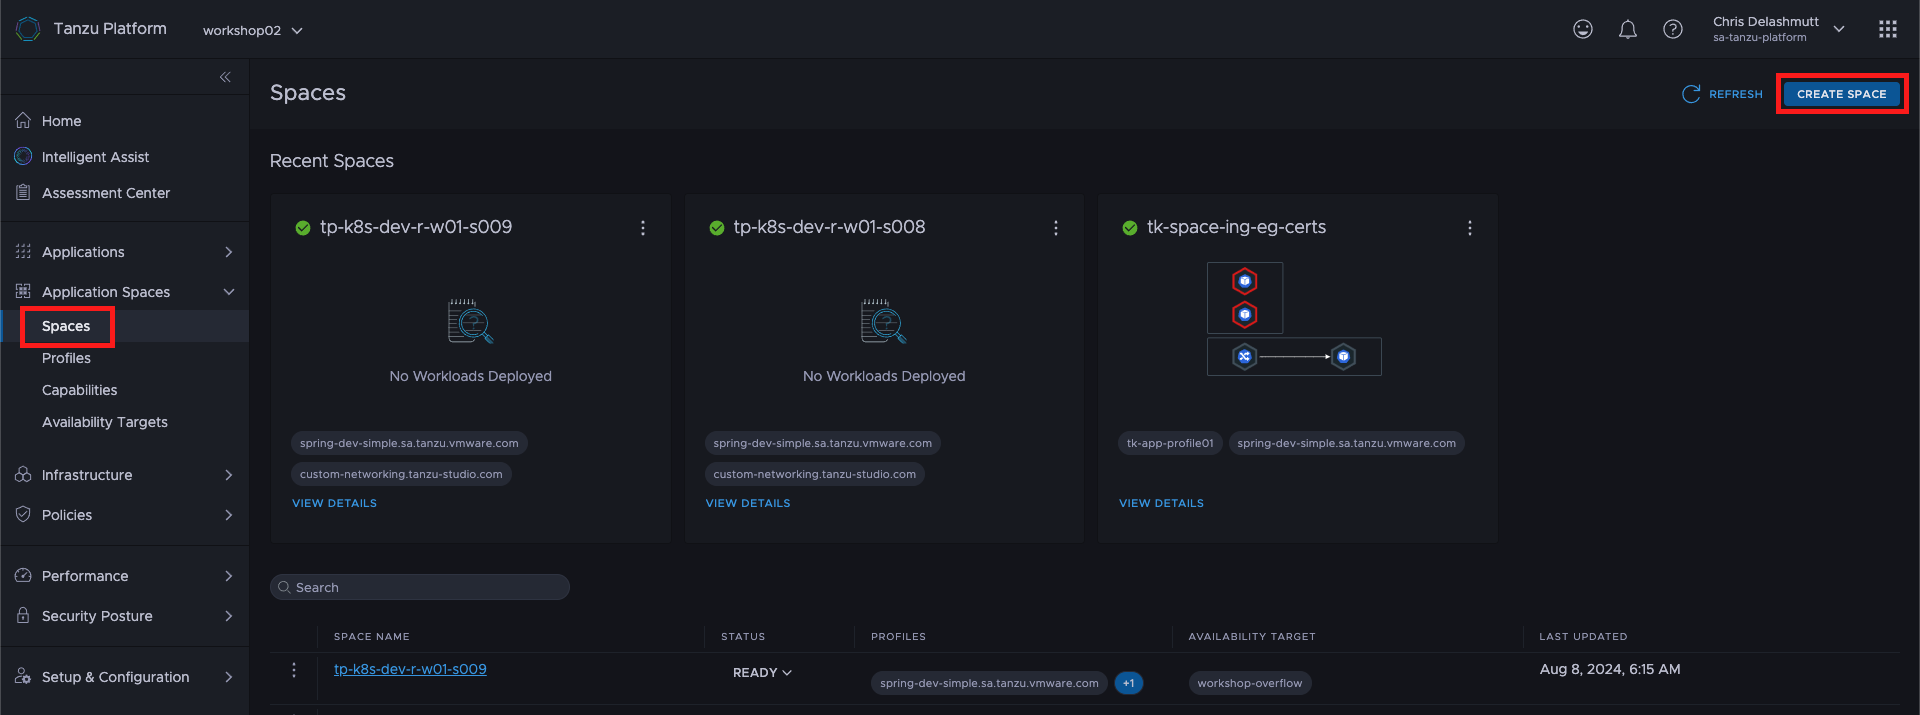 Tanzu Platform
workshop02
Chris Delashmutt
sa-tanzu-platform
Home
Intelligent Assist
Assessment Center
Applications
Application Spaces
Spaces
Profiles
Capabilities
Availability Targets
Infrastructure
Policies
Performance
Security Posture
Setup & Configuration
Spaces
REFRESH
CREATE SPACE
Recent Spaces
tp-k8s-dev-r-w01-s009
No Workloads Deployed
spring-dev-simple.sa.tanzu.vmware.com
custom-networking.tanzu-studio.com
VIEW DETAILS
tp-k8s-dev-r-w01-s008
No Workloads Deployed
spring-dev-simple.sa.tanzu.vmware.com
custom-networking.tanzu-studio.com
VIEW DETAILS
tk-space-ing-eg-certs
tk-app-profile01 spring-dev-simple.sa.tanzu.vmware.com
VIEW DETAILS
Search
SPACE NAME STATUS PROFILES AVAILABILITY TARGET LAST UPDATED
tp-k8s-dev-r-w01-s009 READY spring-dev-simple.sa.tanzu.vmware.com +1 workshop-overflow Aug 8, 2024, 6:15 AM